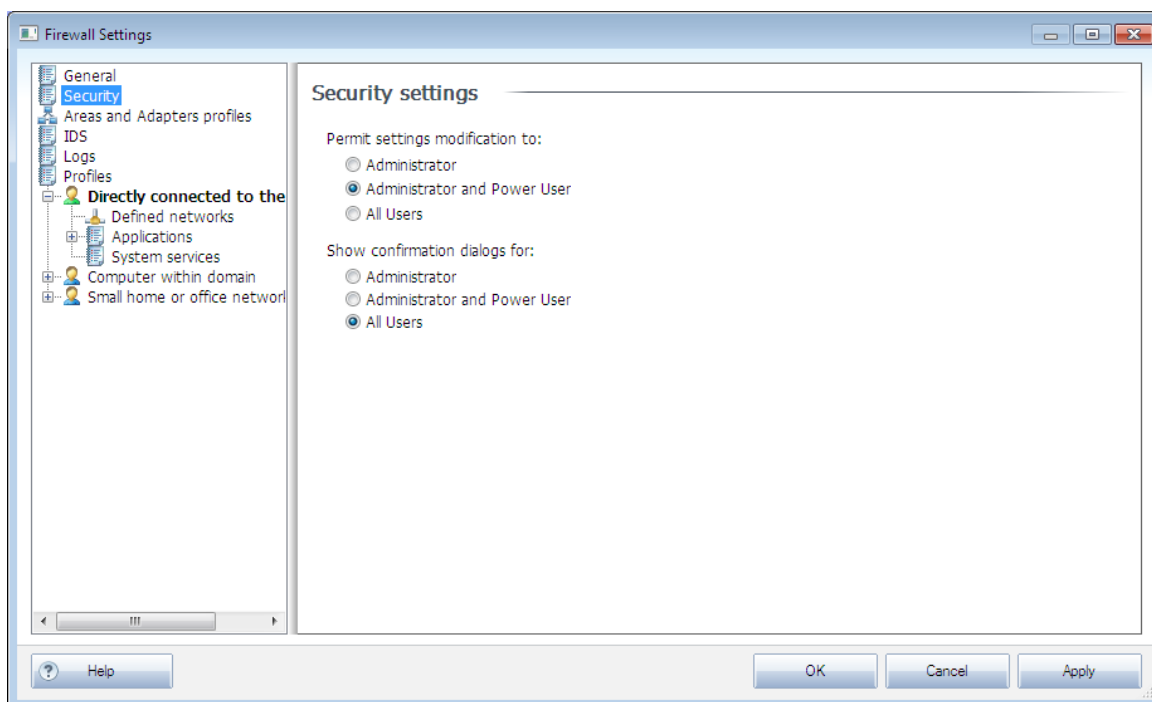 Firewall Settings
General
Security
Areas and Adapters profiles
IDS
Logs
Profiles
Directly connected to the
Defined networks
Applications
System services
Computer within domain
Small home or office network
Security settings
Permit settings modification to:
Administrator
Administrator and Power User
All Users
Show confirmation dialogs for:
Administrator
Administrator and Power User
All Users
Help
OK
Cancel
Apply